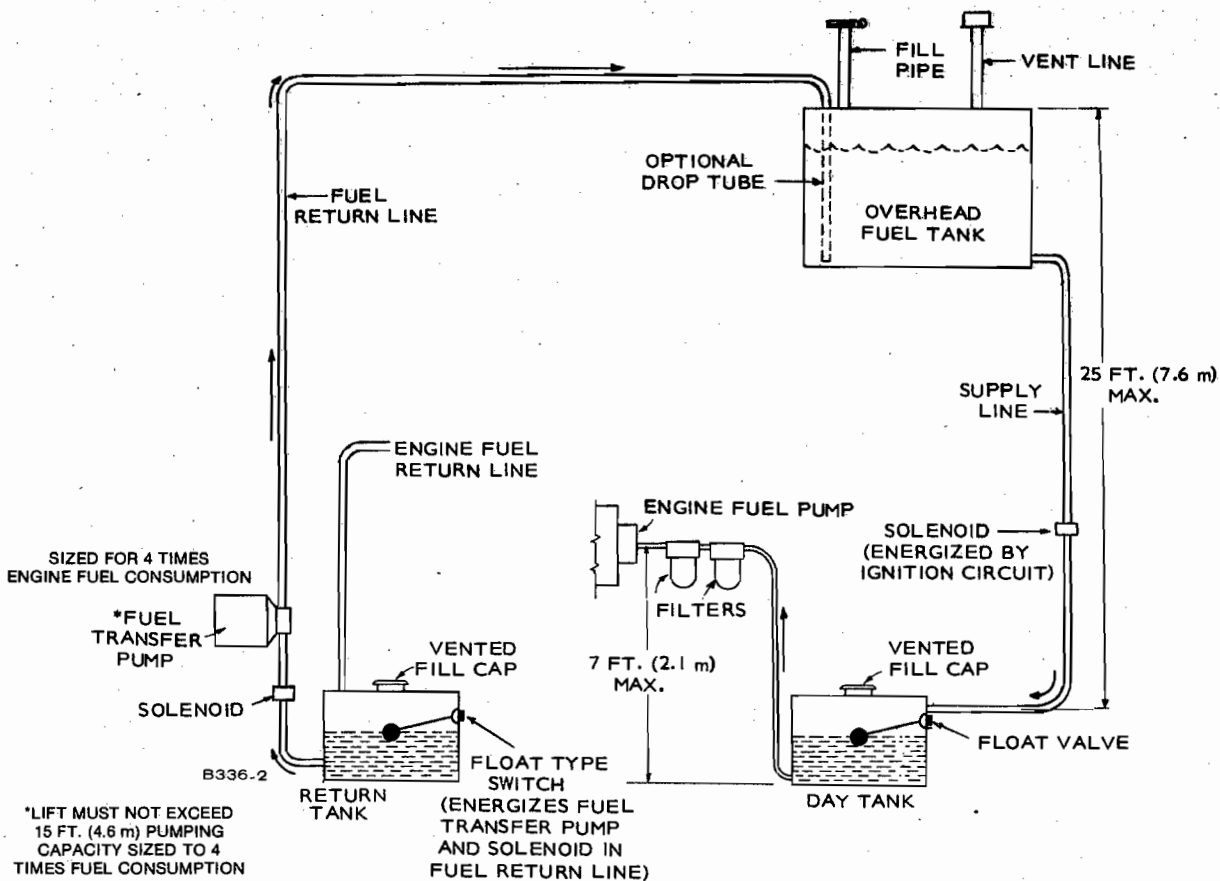 FILL
PIPE
VENT LINE
OPTIONAL
DROP TUBE
FUEL
RETURN LINE
OVERHEAD
FUEL TANK
25 FT. (7.6 m)
MAX.
SUPPLY
LINE
ENGINE FUEL
RETURN LINE
ENGINE FUEL PUMP
SOLENOID
(ENERGIZED BY
IGNITION CIRCUIT)
SIZED FOR 4 TIMES
ENGINE FUEL CONSUMPTION
FILTERS
*FUEL
TRANSFER
PUMP
VENTED
FILL CAP
7 FT. (2.1 m)
MAX.
VENTED
FILL CAP
SOLENOID
FLOAT VALVE
B336-2
RETURN
TANK
FLOAT TYPE
SWITCH
(ENERGIZES FUEL
TRANSFER PUMP
AND SOLENOID IN
FUEL RETURN LINE)
DAY TANK
*LIFT MUST NOT EXCEED
15 FT. (4.6 m) PUMPING
CAPACITY SIZED TO 4
TIMES FUEL CONSUMPTION